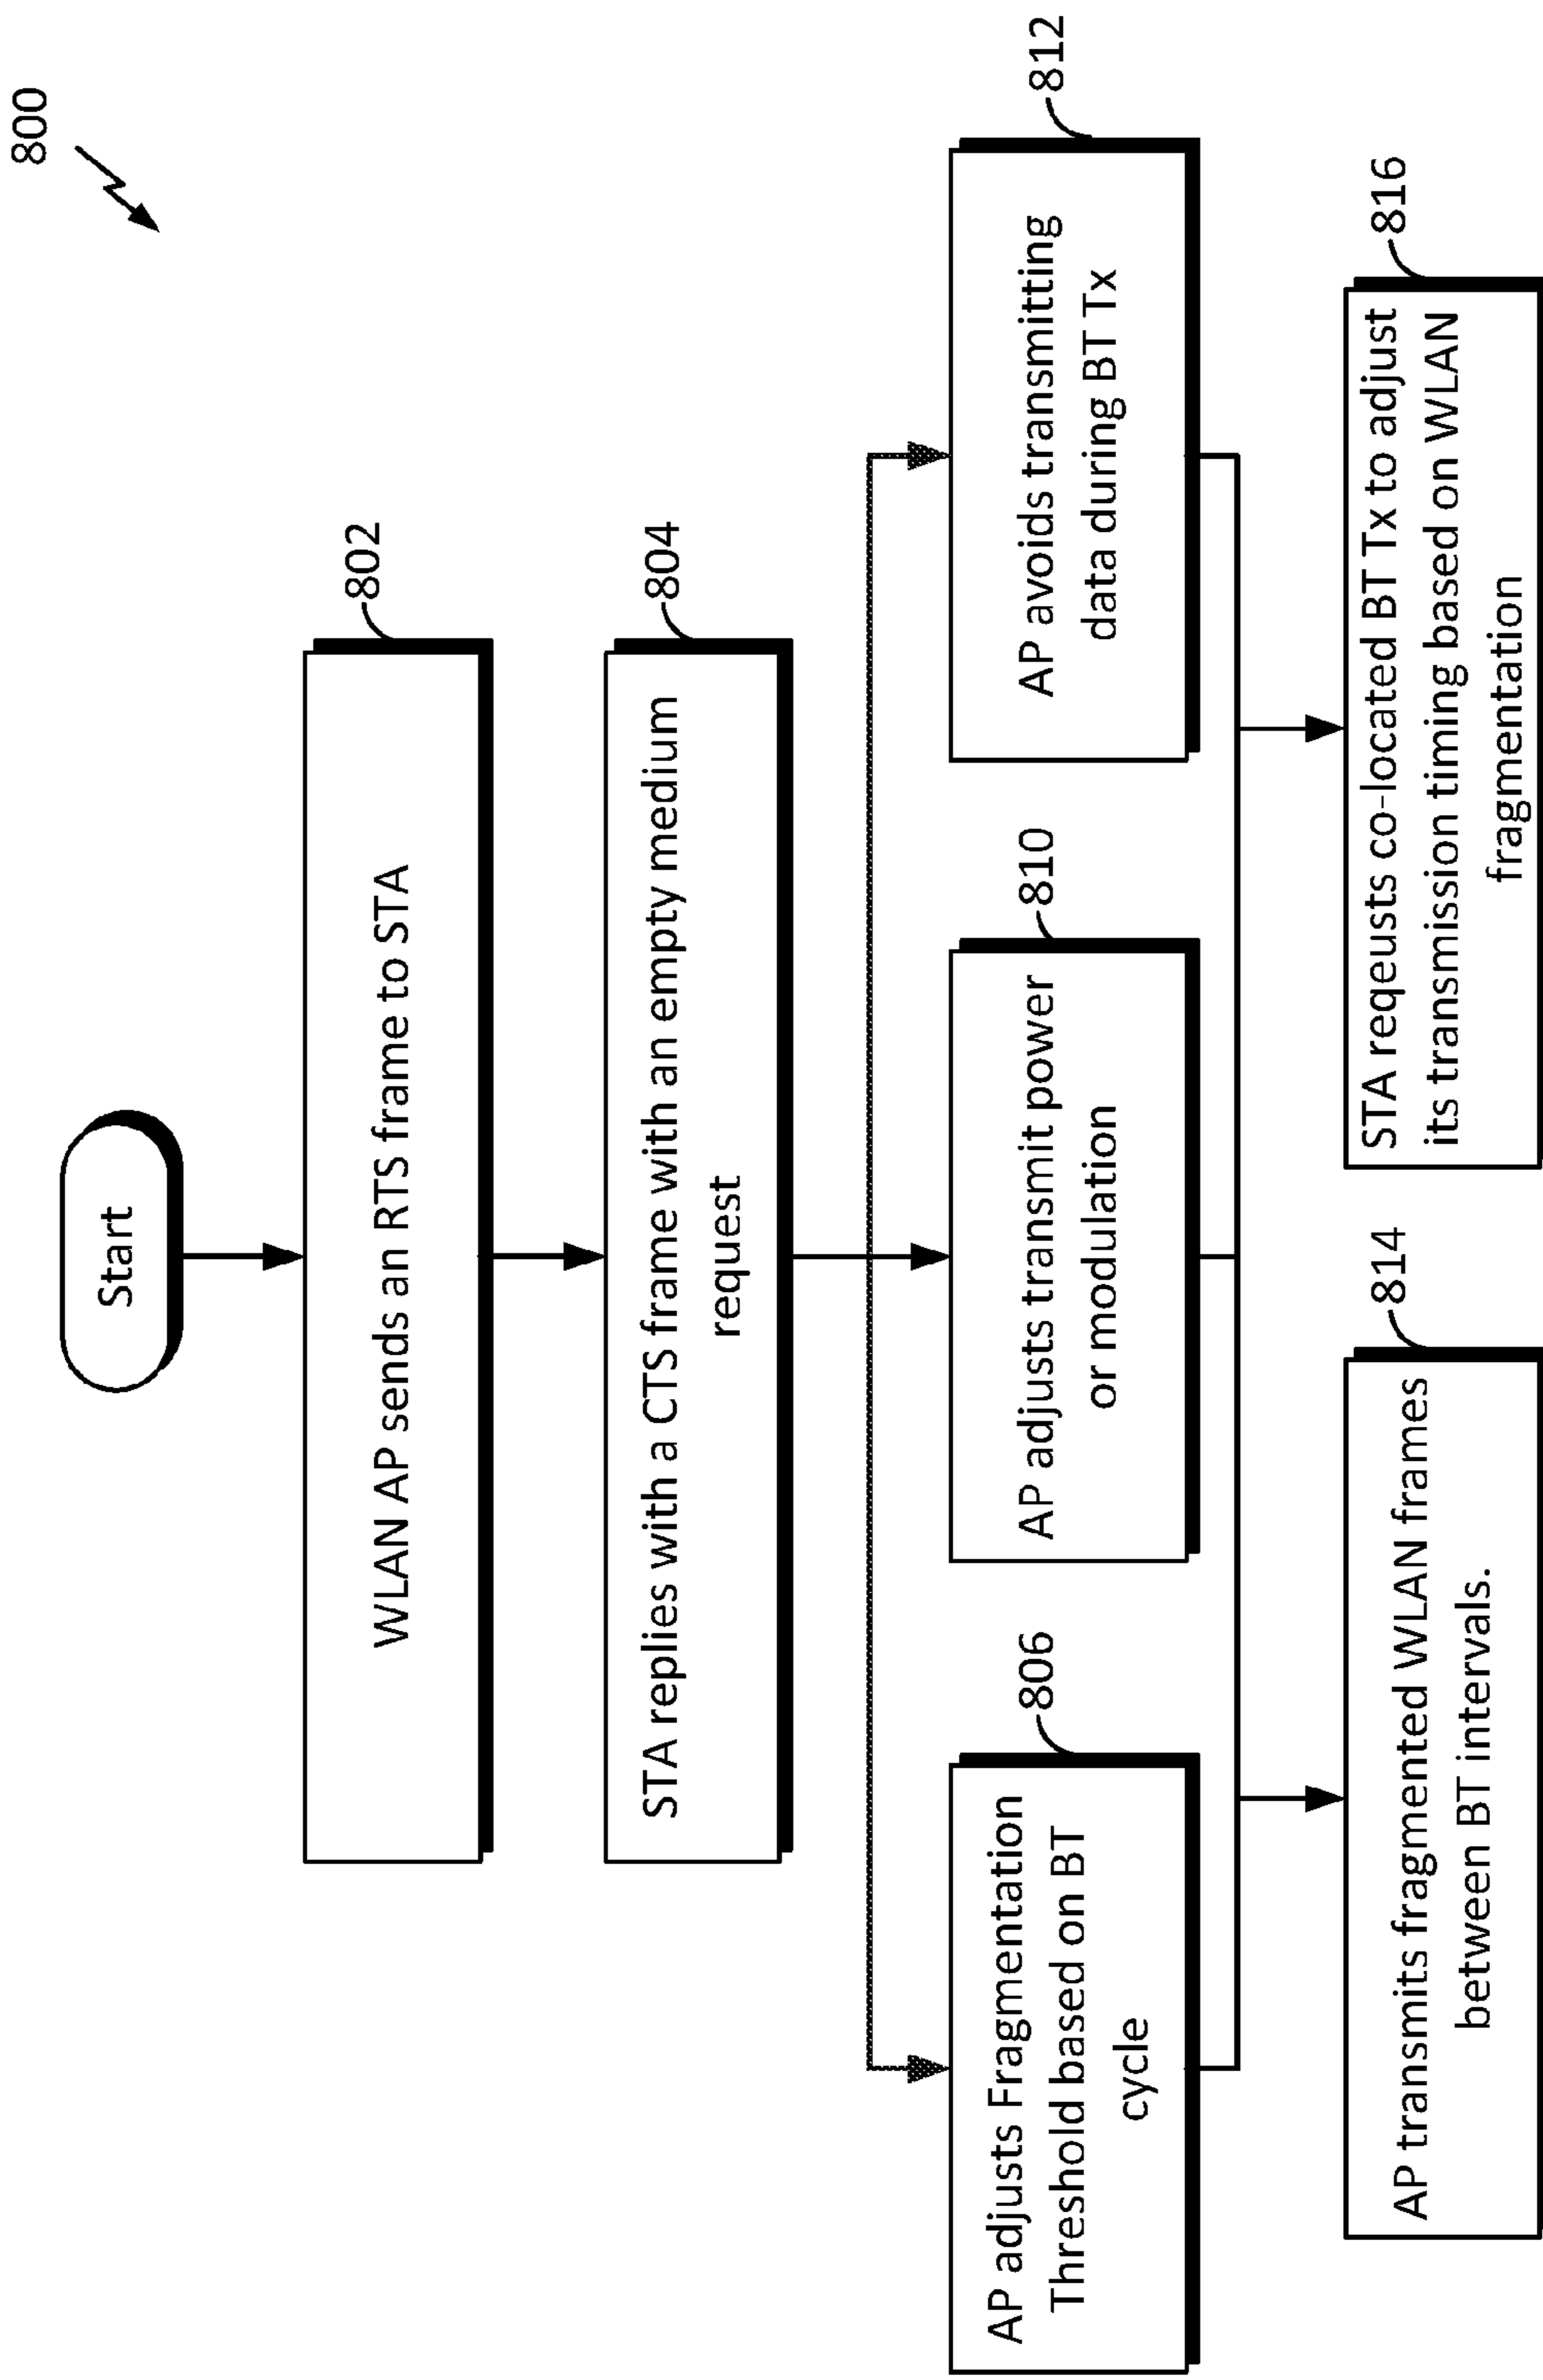 800
Start
WLAN AP sends an RTS frame to STA
802
STA replies with a CTS frame with an empty medium
request
804
AP adjusts Fragmentation
Threshold based on BT
cycle
806
AP adjusts transmit power
or modulation
810
AP avoids transmitting
data during BT Tx
812
AP transmits fragmented WLAN frames
between BT intervals.
814
STA reqeusts co-located BT Tx to adjust
its transmission timing based on WLAN
fragmentation
816